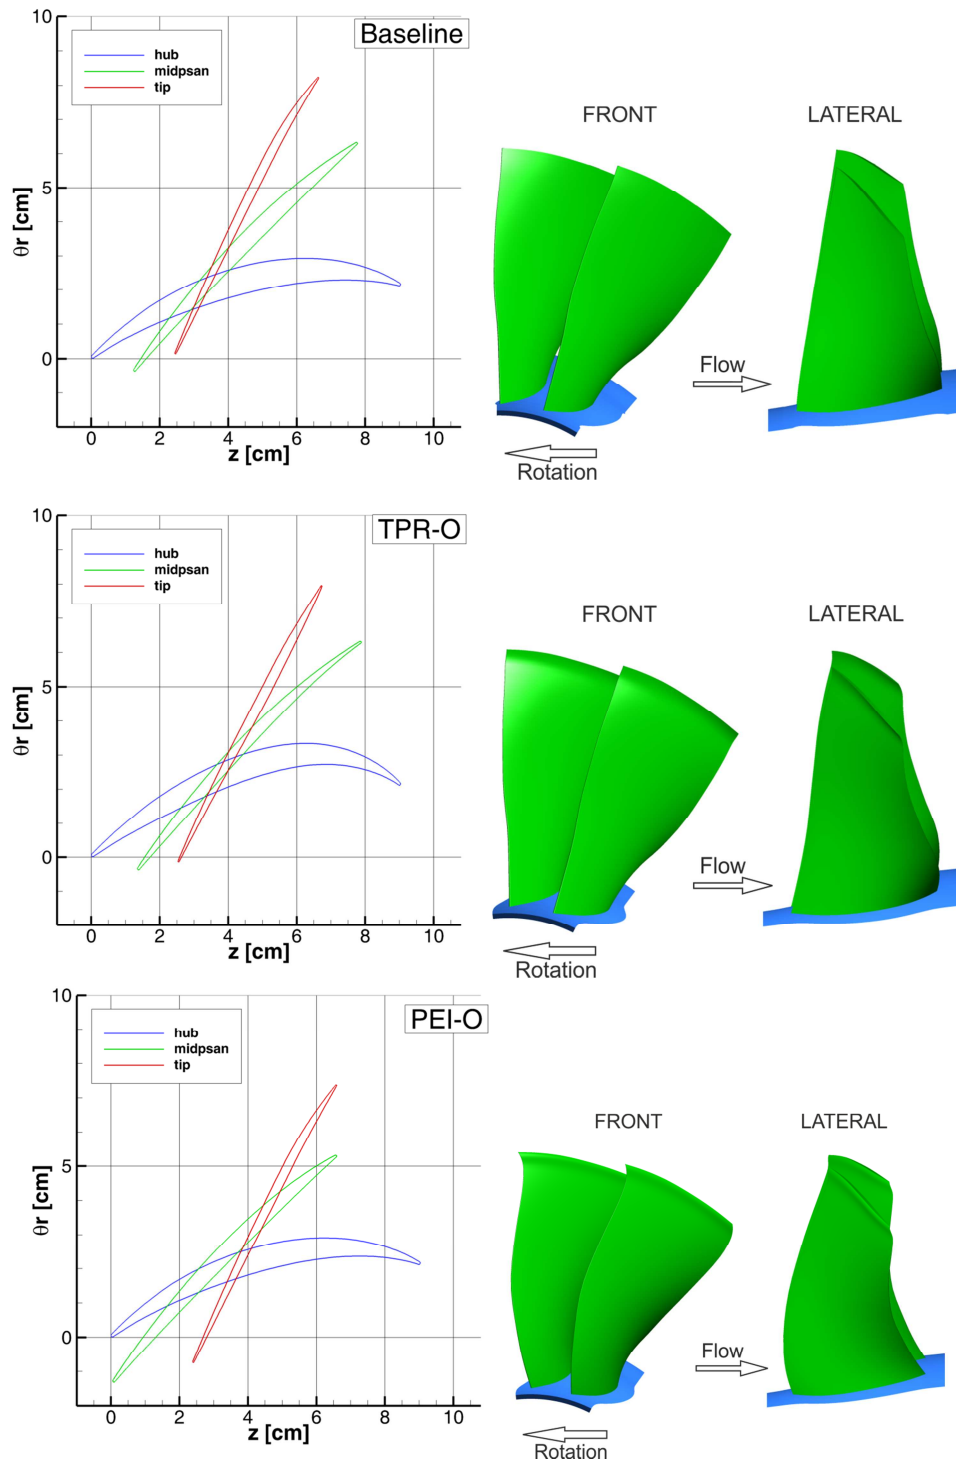 10
Baseline
hub
midpsan
tip
FRONT
LATERAL
5
θr [cm]
0
Flow
0
2
4
6
8
10
z [cm]
Rotation
10
TPR-O
hub
midpsan
tip
FRONT
LATERAL
5
θr [cm]
0
Flow
0
2
4
6
8
10
z [cm]
Rotation
10
PEI-O
hub
midpsan
tip
FRONT
LATERAL
5
θr [cm]
0
Flow
0
2
4
6
8
10
z [cm]
Rotation